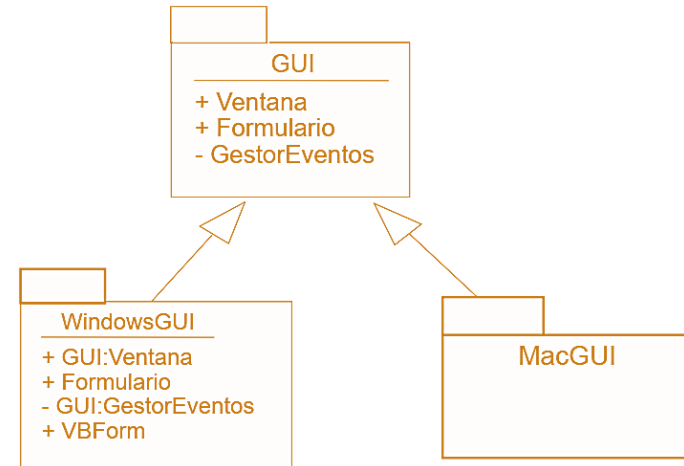 GUI
+ Ventana
+ Formulario
- GestorEventos
WindowsGUI
+ GUI:Ventana
+ Formulario
- GUI:GestorEventos
+ VBForm
MacGUI